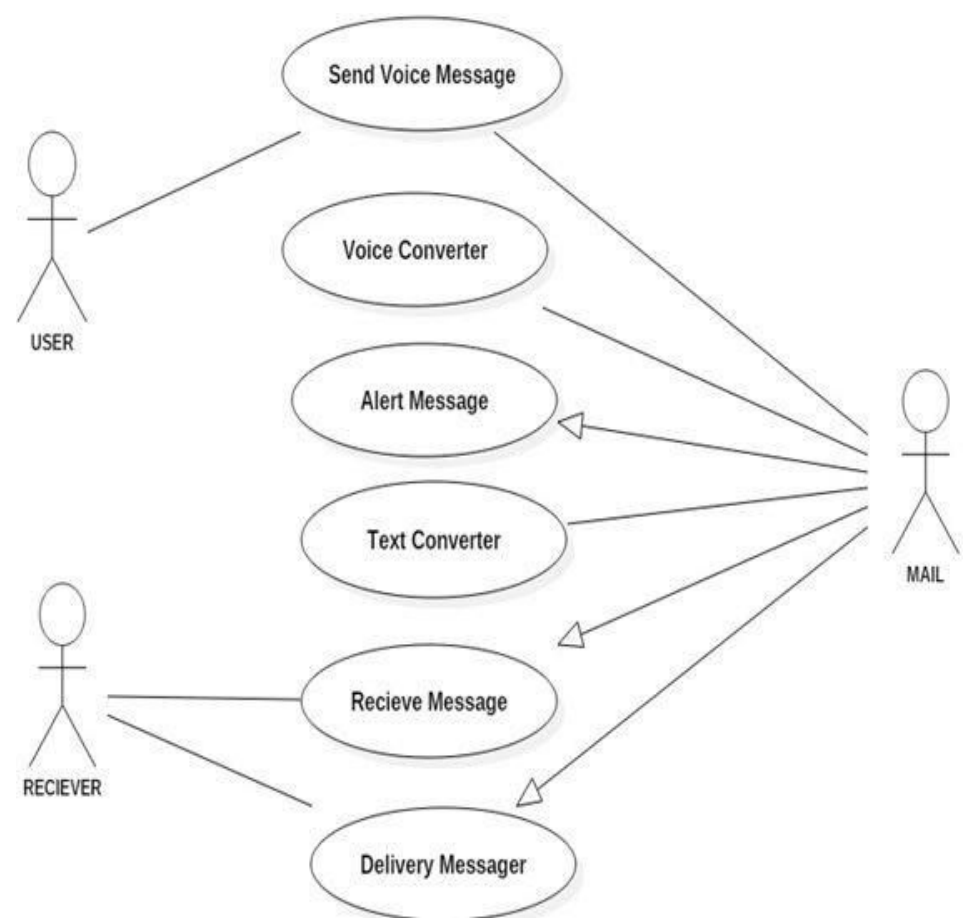 Send Voice Message
Voice Converter
USER
Alert Message
Text Converter
MAIL
Recieve Message
RECIEVER
Delivery Messager